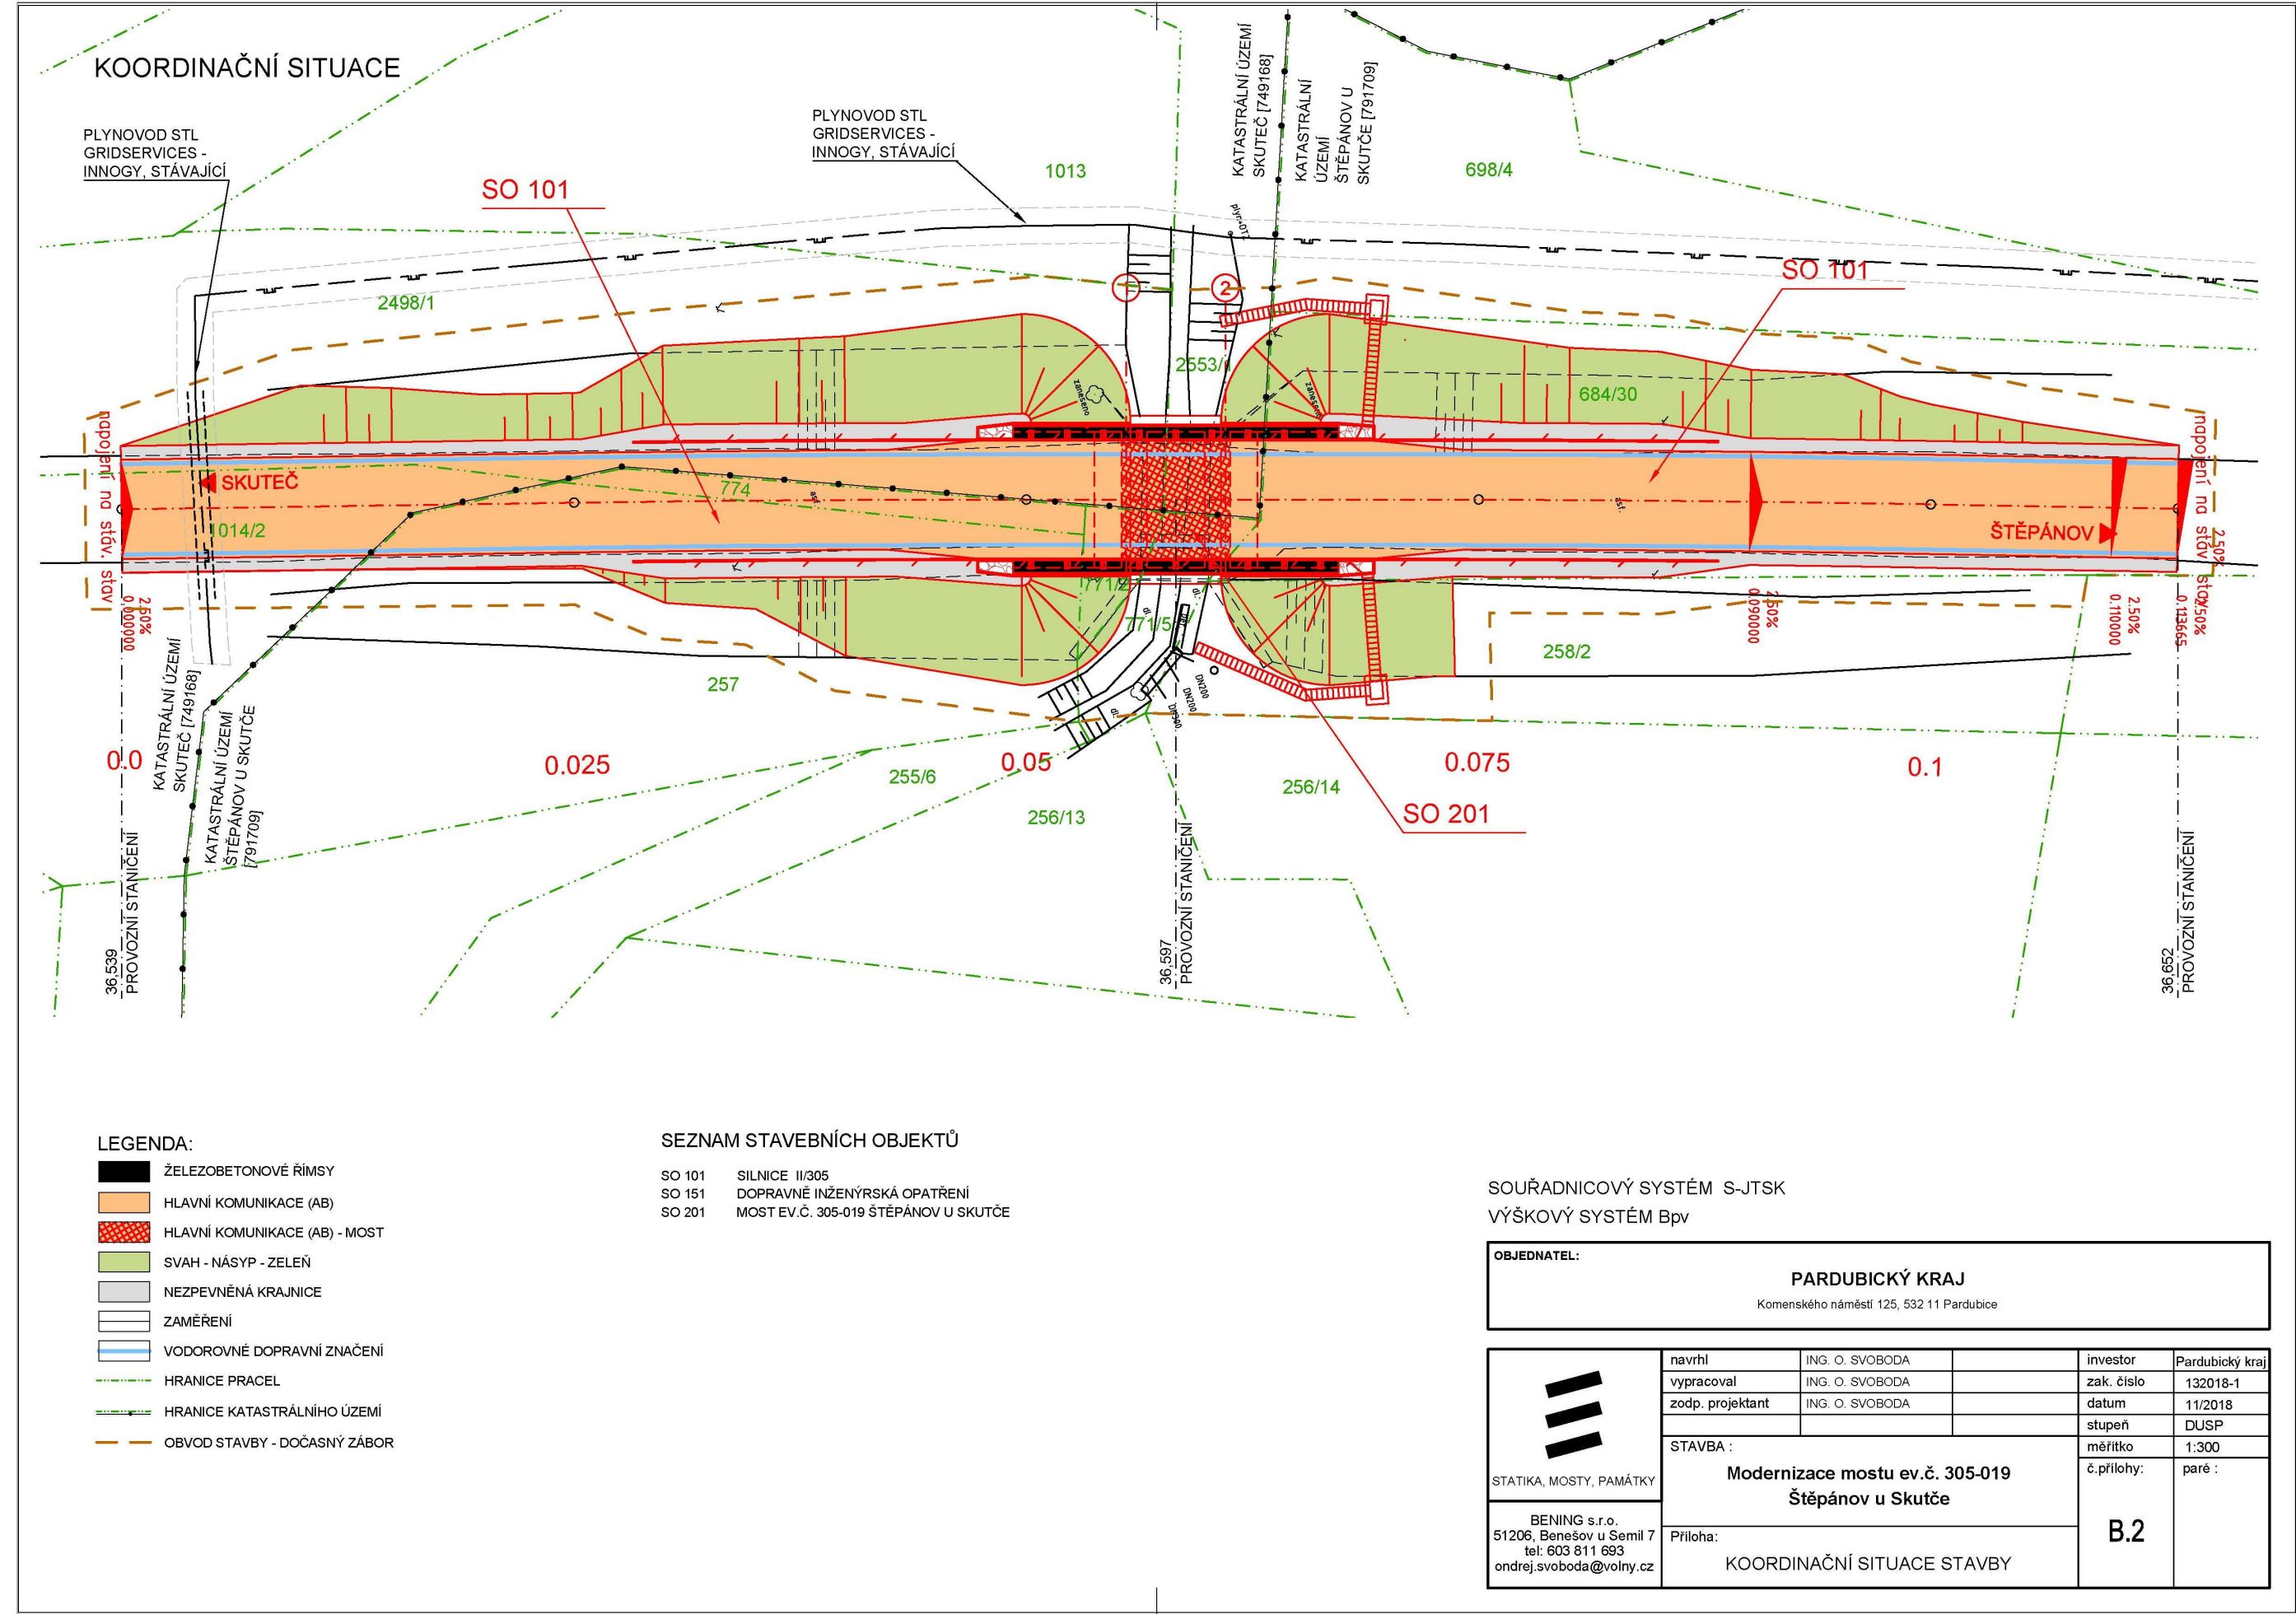 KOORDINAČNÍ SITUACE
PLYNOVOD STL
GRIDSERVICES -
INNOGY, STÁVAJÍCÍ
PLYNOVOD STL
GRIDSERVICES -
INNOGY, STÁVAJÍCÍ
SO 101
1013
KATASTRÁLNÍ ÚZEMÍ
SKUTEČ [749168]
KATASTRÁLNÍ
ÚZEMÍ
ŠTĚPÁNOV U
SKUTČE [791709]
698/4
SO 101
2498/1
2
2553/
684/30
zaneseno
zaneseno
napojení na stáv. stav
SKUTEČ
1014/2
774
asf.
asf.
ŠTĚPÁNOV
napojení na stáv. stav
2.50%
0.000000
2.50%
771/2
771/5
dl.
dl.
dl.
DN200
DN200
257
258/2
2.50%
0.090000
2.50%
0.110000
2.50%
0.113665
KATASTRÁLNÍ ÚZEMÍ
SKUTEČ [749168]
KATASTRÁLNÍ ÚZEMÍ
ŠTĚPÁNOV U SKUTČE
[791709]
0.0
0.025
0.05
0.075
0.1
255/6
256/13
256/14
SO 201
36,539
PROVOZNÍ STANIČENÍ
36,597
PROVOZNÍ STANIČENÍ
36,652
PROVOZNÍ STANIČENÍ
LEGENDA:
ŽELEZOBETONOVÉ ŘÍMSY
HLAVNÍ KOMUNIKACE (AB)
HLAVNÍ KOMUNIKACE (AB) - MOST
SVAH - NÁSYP - ZELEŇ
NEZPEVNĚNÁ KRAJNICE
ZAMĚŘENÍ
VODOROVNÉ DOPRAVNÍ ZNAČENÍ
HRANICE PRACEL
HRANICE KATASTRÁLNÍHO ÚZEMÍ
OBVOD STAVBY - DOČASNÝ ZÁBOR
SEZNAM STAVEBNÍCH OBJEKTŮ
SO 101 SILNICE II/305
SO 151 DOPRAVNĚ INŽENÝRSKÁ OPATŘENÍ
SO 201 MOST EV.Č. 305-019 ŠTĚPÁNOV U SKUTČE
SOUŘADNICOVÝ SYSTÉM S-JTSK
VÝŠKOVÝ SYSTÉM Bpv
OBJEDNATEL:
PARDUBICKÝ KRAJ
Komenského náměstí 125, 532 11 Pardubice
navrhl ING. O. SVOBODA
vypracoval ING. O. SVOBODA
zodp. projektant ING. O. SVOBODA
investor Pardubický kraj
zak. číslo 132018-1
datum 11/2018
stupeň DUSP
měřítko 1:300
č.přílohy: paré :
B.2
STATIKA, MOSTY, PAMÁTKY
BENING s.r.o.
51206, Benešov u Semil 7
tel: 603 811 693
ondrej.svoboda@volny.cz
STAVBA :
Modernizace mostu ev.č. 305-019
Štěpánov u Skutče
Příloha:
KOORDINAČNÍ SITUACE STAVBY